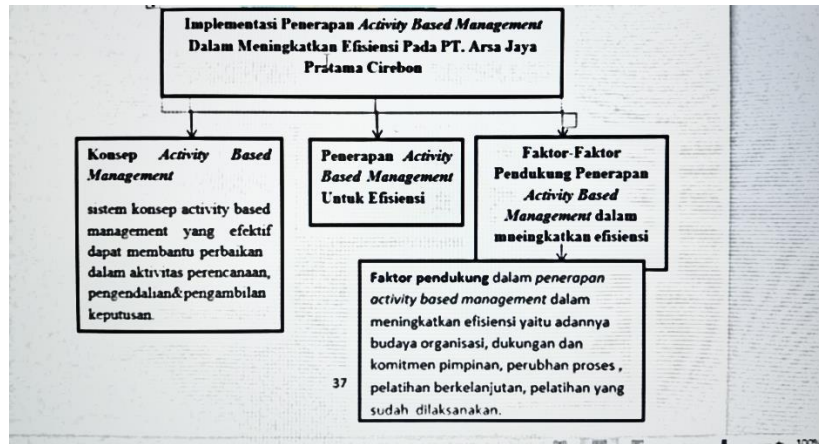 Implementasi Penerapan Activity Based Management
Dalam Meningkatkan Efisiensi Pada PT. Arsa Jaya
Pratama Cirebon
Konsep Activity Based
Management
sistem konsep activity based
management yang efektif
dapat membantu perbaikan
dalam aktivitas perencanaan,
pengendalian&pengambilan
keputusan.
Penerapan Activity
Based Management
Untuk Efisiensi
Faktor-Faktor
Pendukung Penerapan
Activity Based
Management dalam
mneingkatkan efisiensi
Faktor pendukung dalam penerapan
activity based management dalam
meningkatkan efisiensi yaitu adannya
budaya organisasi, dukungan dan
komitmen pimpinan, perubhan proses ,
pelatihan berkelanjutan, pelatihan yang
sudah dilaksanakan.
37